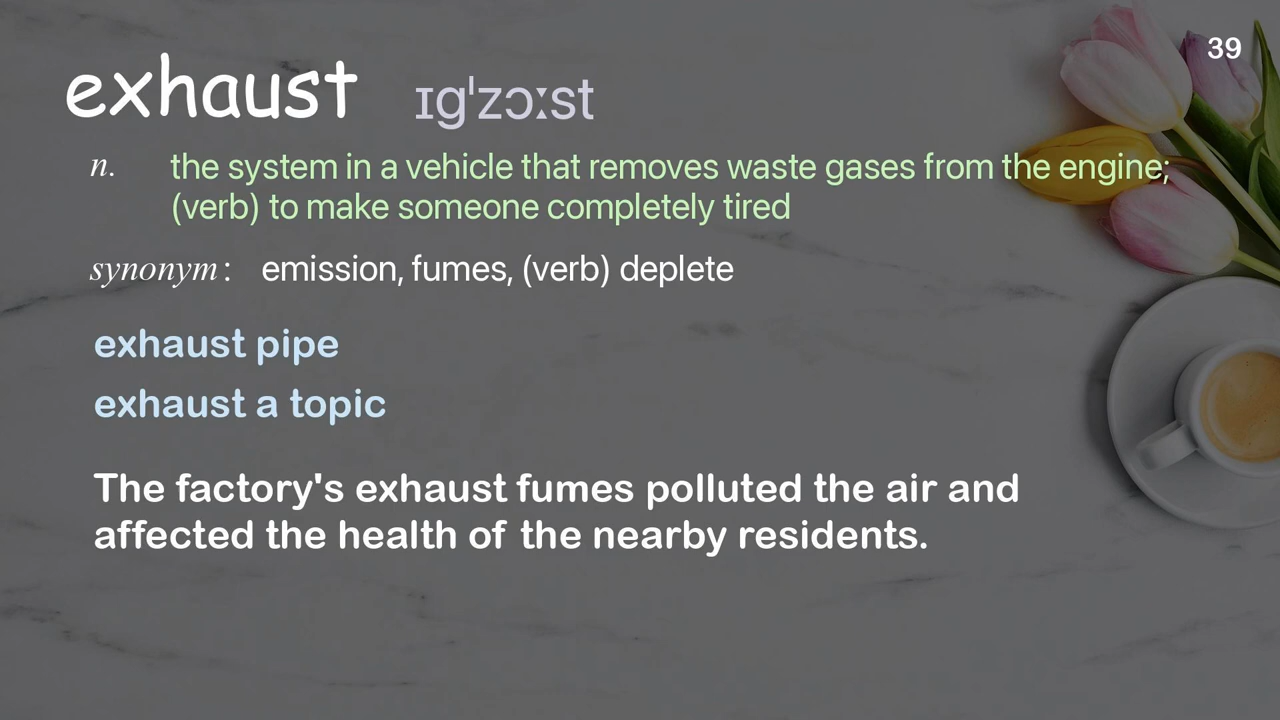 39
exhaust ɪgˈzɔːst
n. the system in a vehicle that removes waste gases from the engine;
(verb) to make someone completely tired
synonym: emission, fumes, (verb) deplete
exhaust pipe
exhaust a topic
The factory's exhaust fumes polluted the air and
affected the health of the nearby residents.